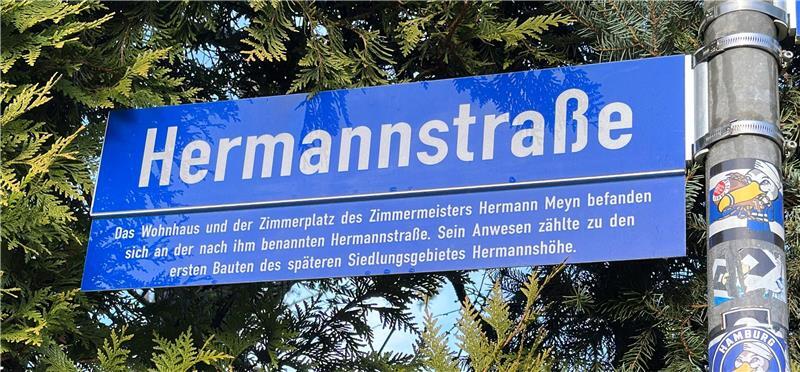 Hermannstraße
Das Wohnhaus und der Zimmerplatz des Zimmermeisters Hermann Meyn befanden
sich an der nach ihm benannten Hermannstraße. Sein Anwesen zählte zu den
ersten Bauten des späteren Siedlungsgebietes Hermannshöhe.
HAMBURG